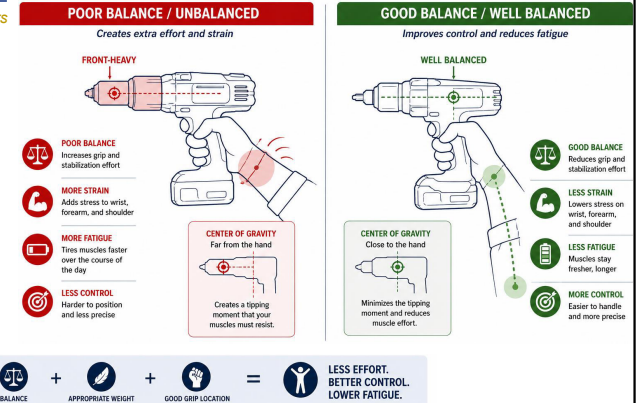 POOR BALANCE / UNBALANCED
Creates extra effort and strain
FRONT-HEAVY
POOR BALANCE
Increases grip and
stabilization effort
MORE STRAIN
Adds stress to wrist,
forearm, and shoulder
MORE FATIGUE
Tires muscles faster
over the course of
the day
LESS CONTROL
Harder to position
and less precise
CENTER OF GRAVITY
Far from the hand
Creates a tipping
moment that your
muscles must resist.
GOOD BALANCE / WELL BALANCED
Improves control and reduces fatigue
WELL BALANCED
CENTER OF GRAVITY
Close to the hand
Minimizes the tipping
moment and reduces
muscle effort.
GOOD BALANCE
Reduces grip and
stabilization effort
LESS STRAIN
Lowers stress on
wrist, forearm,
and shoulder
LESS FATIGUE
Muscles stay
fresher, longer
MORE CONTROL
Easier to handle
and more precise
BALANCE
+
APPROPRIATE WEIGHT
+
GOOD GRIP LOCATION
=
LESS EFFORT.
BETTER CONTROL.
LOWER FATIGUE.